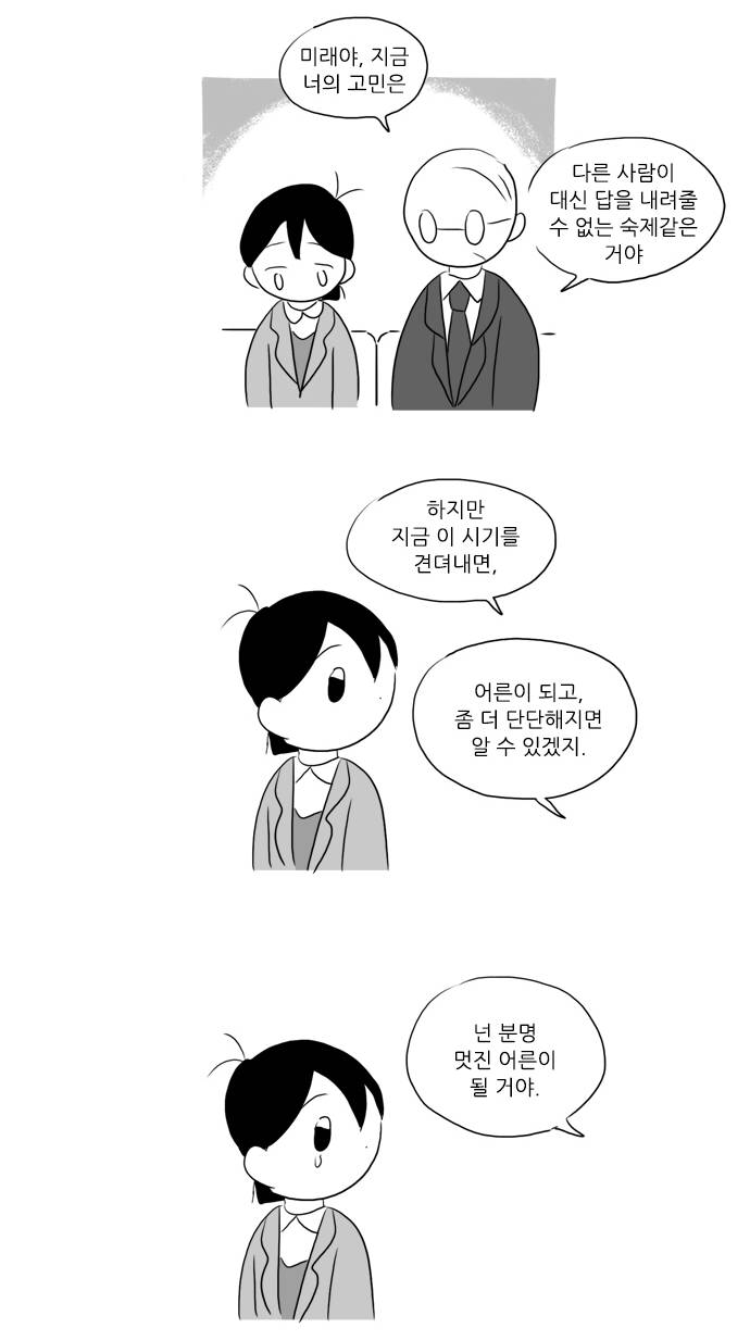 미래야, 지금
너의 고민은
다른 사람이
대신 답을 내려줄
수 없는 숙제같은
거야
하지만
지금 이 시기를
견뎌내면,
어른이 되고,
좀 더 단단해지면
알 수 있겠지.
넌 분명
멋진 어른이
될 거야.